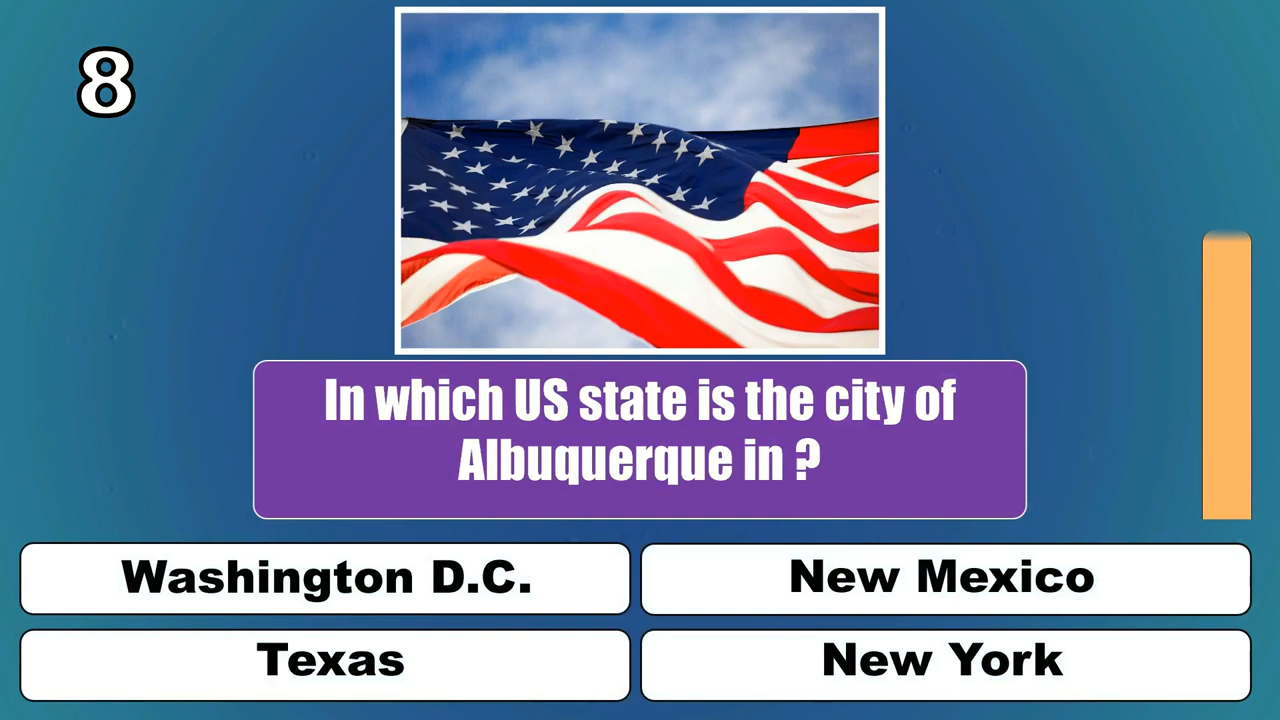 8
In which US state is the city of
Albuquerque in ?
Washington D.C.
New Mexico
Texas
New York